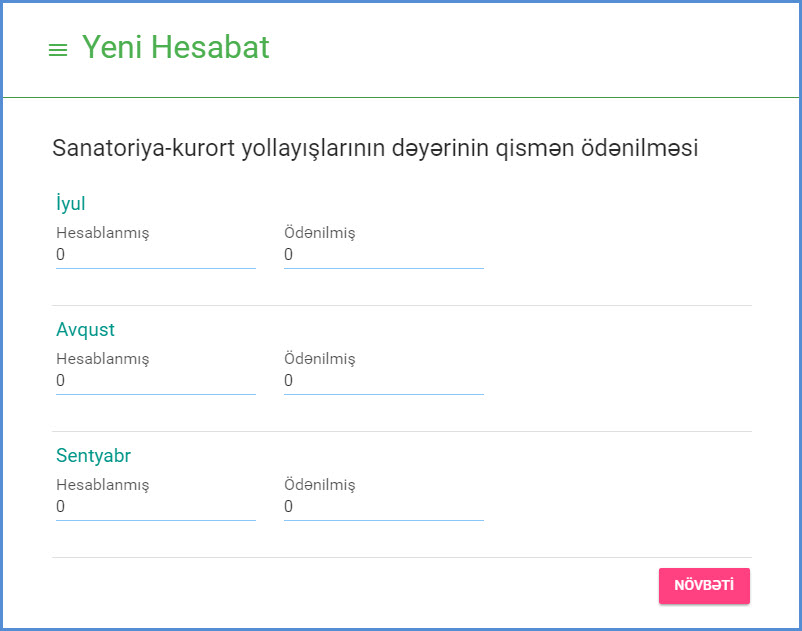 Yeni Hesabat
Sanatoriya-kurort yollayışlarının dəyərinin qismən ödənilməsi
İyul
Hesablanmış Ödənilmiş
0 0
Avqust
Hesablanmış Ödənilmiş
0 0
Sentyabr
Hesablanmış Ödənilmiş
0 0
NÖVBƏTİ